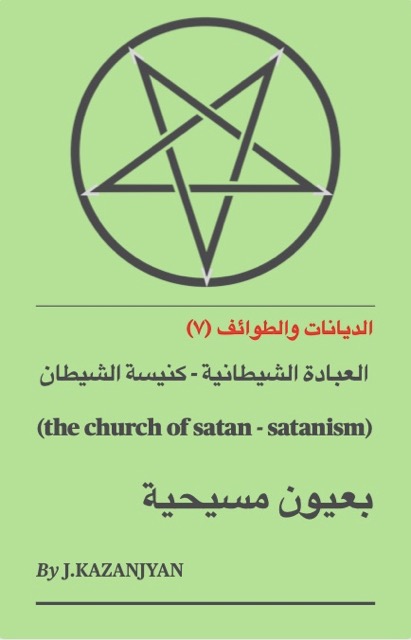 الديانات والطوائف (٧)
العبادة الشيطانية - كنيسة الشيطان
(the church of satan - satanism)
بعيون مسيحية
By J.KAZANJYAN